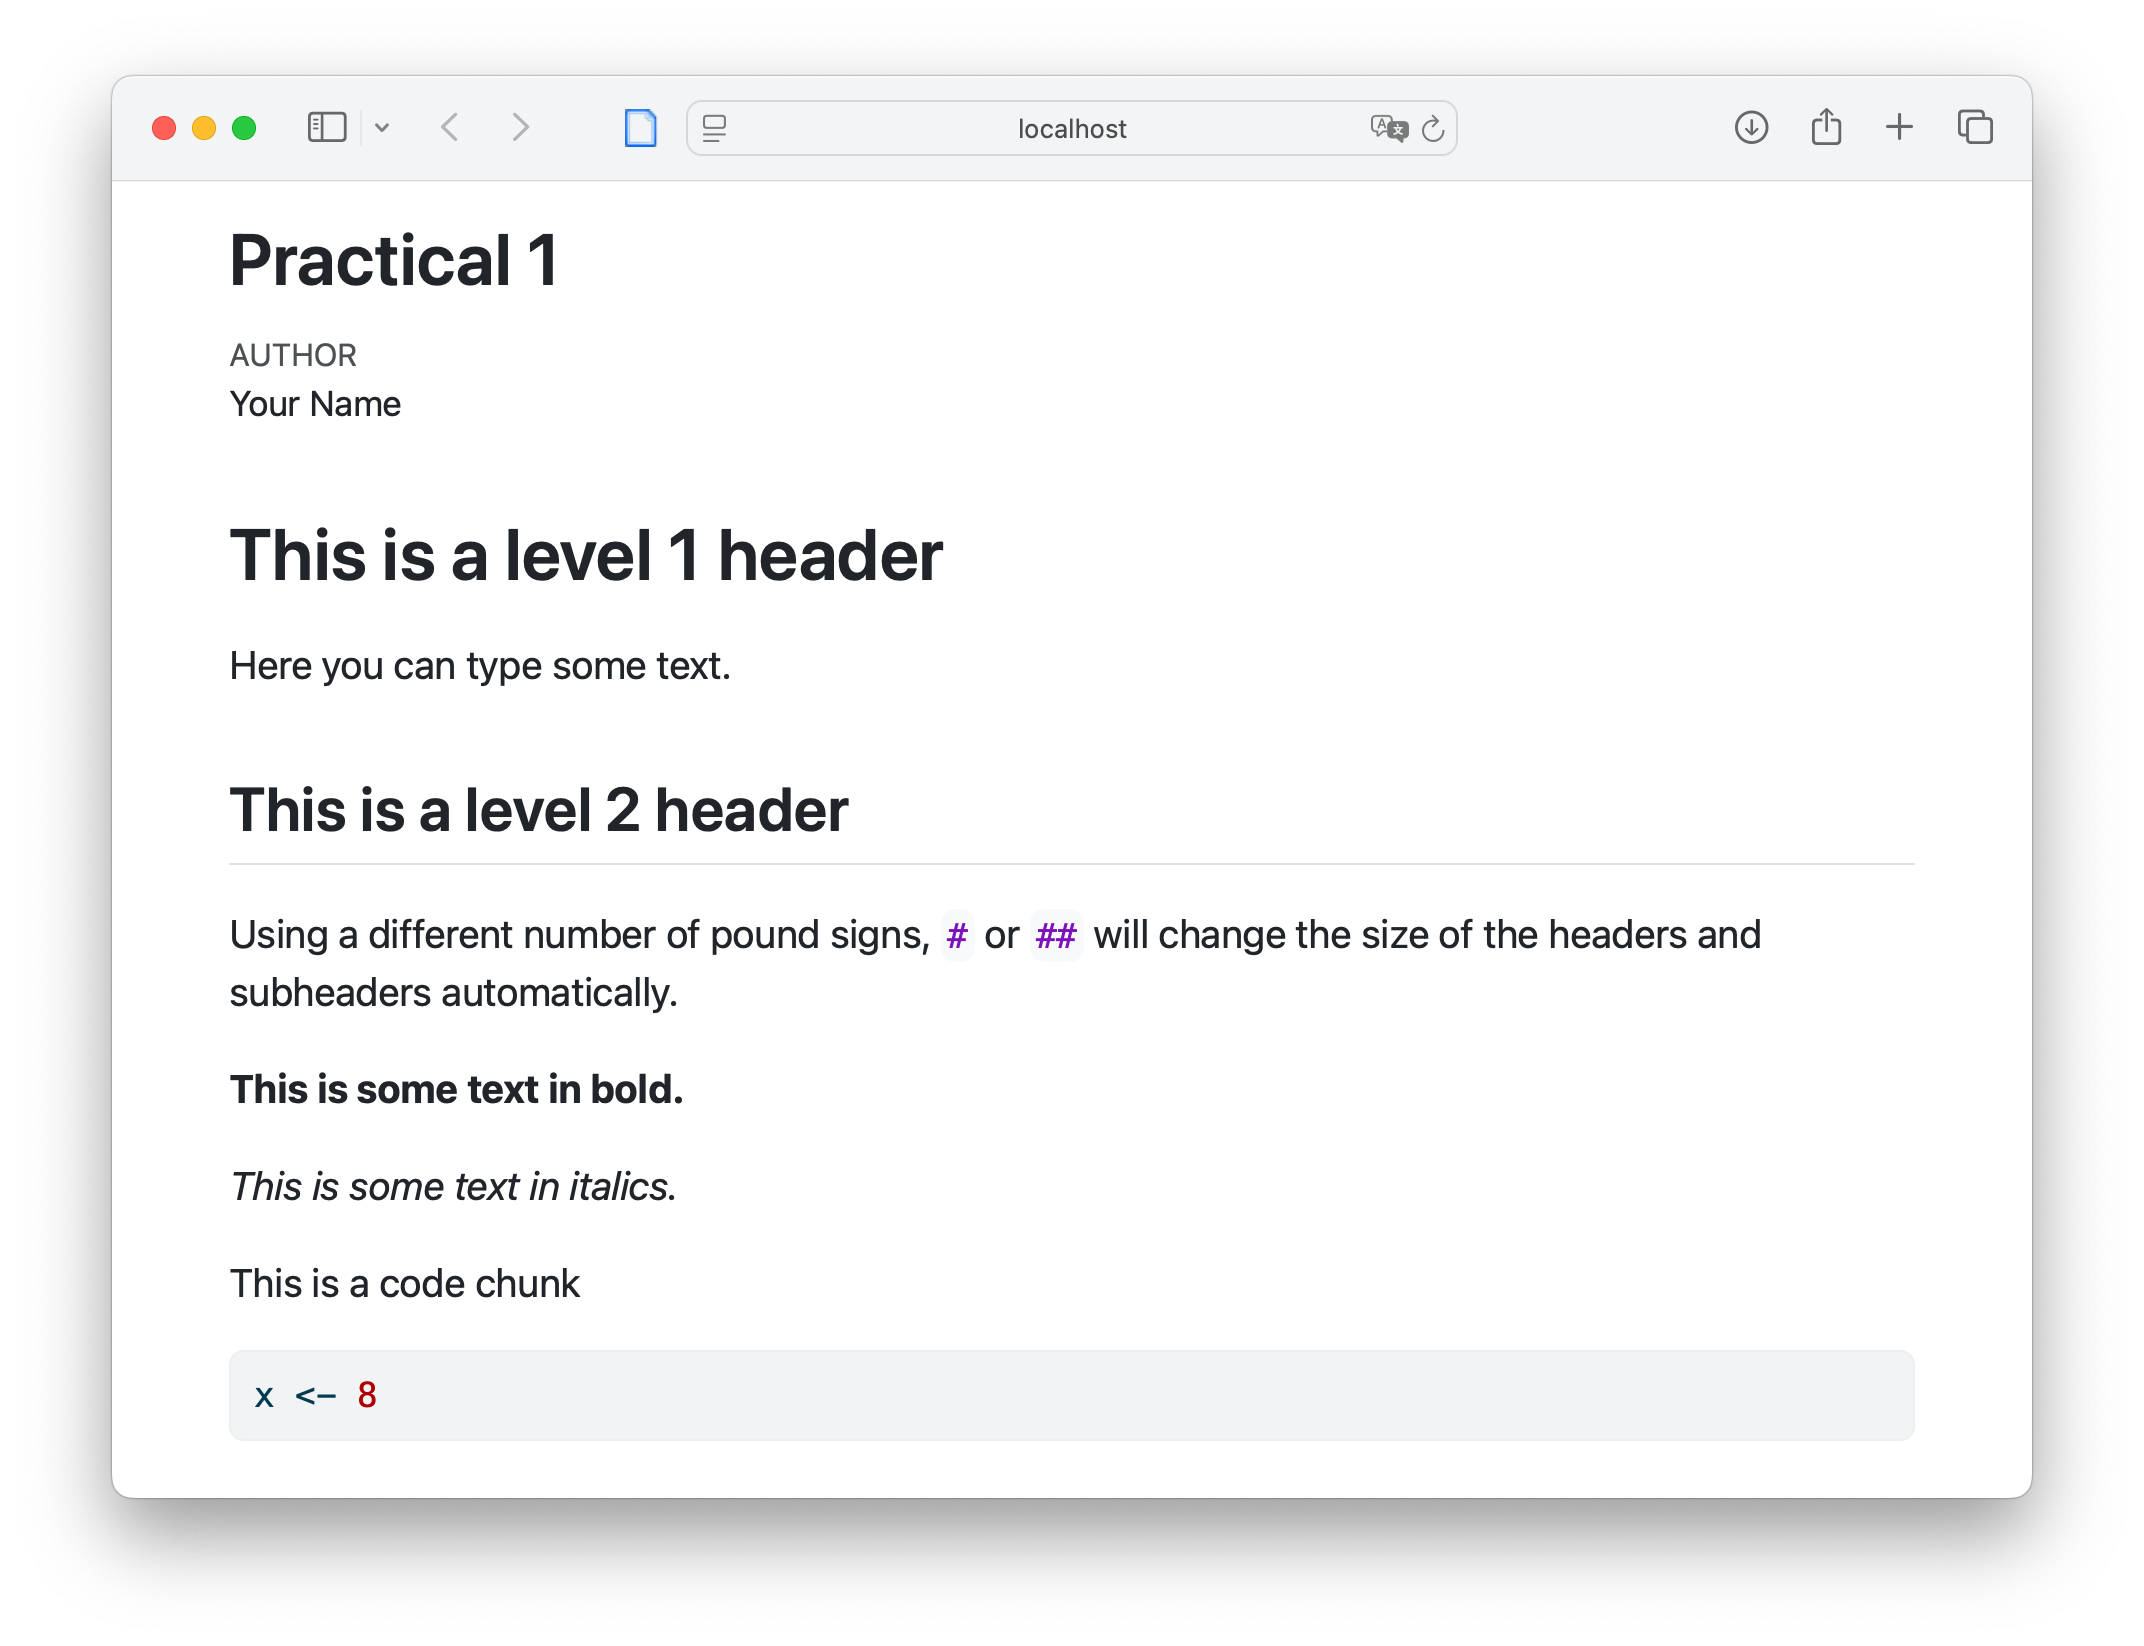 localhost
Practical 1
AUTHOR
Your Name
This is a level 1 header
Here you can type some text.
This is a level 2 header
Using a different number of pound signs, # or ## will change the size of the headers and
subheaders automatically.
This is some text in bold.
This is some text in italics.
This is a code chunk
x <- 8